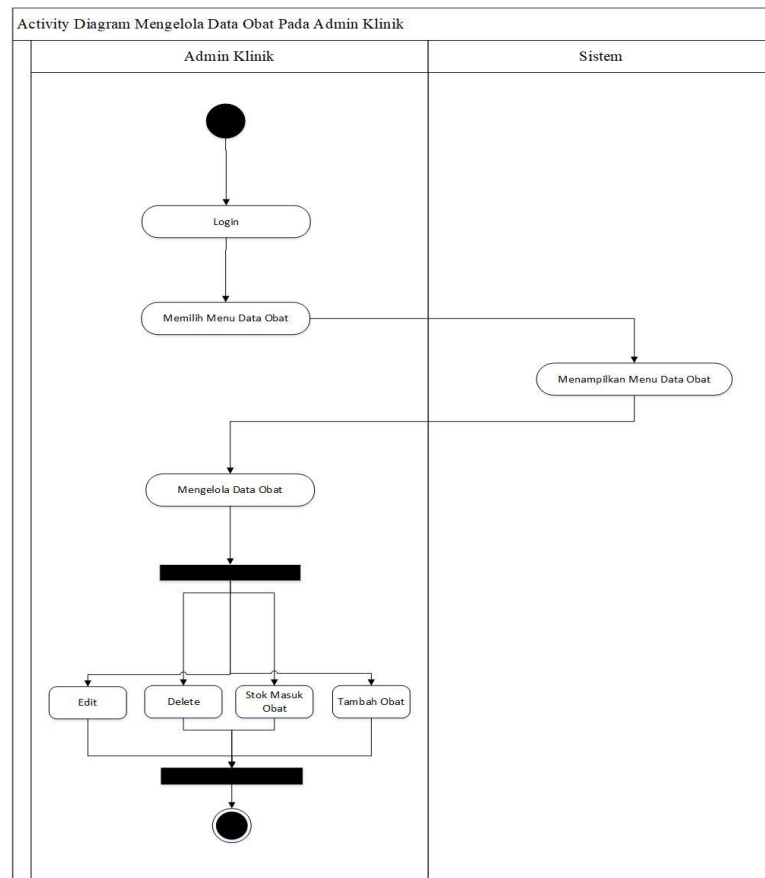 Activity Diagram Mengelola Data Obat Pada Admin Klinik
Admin Klinik
Sistem
Login
Memilih Menu Data Obat
Menampilkan Menu Data Obat
Mengelola Data Obat
Edit
Delete
Stok Masuk
Obat
Tambah Obat